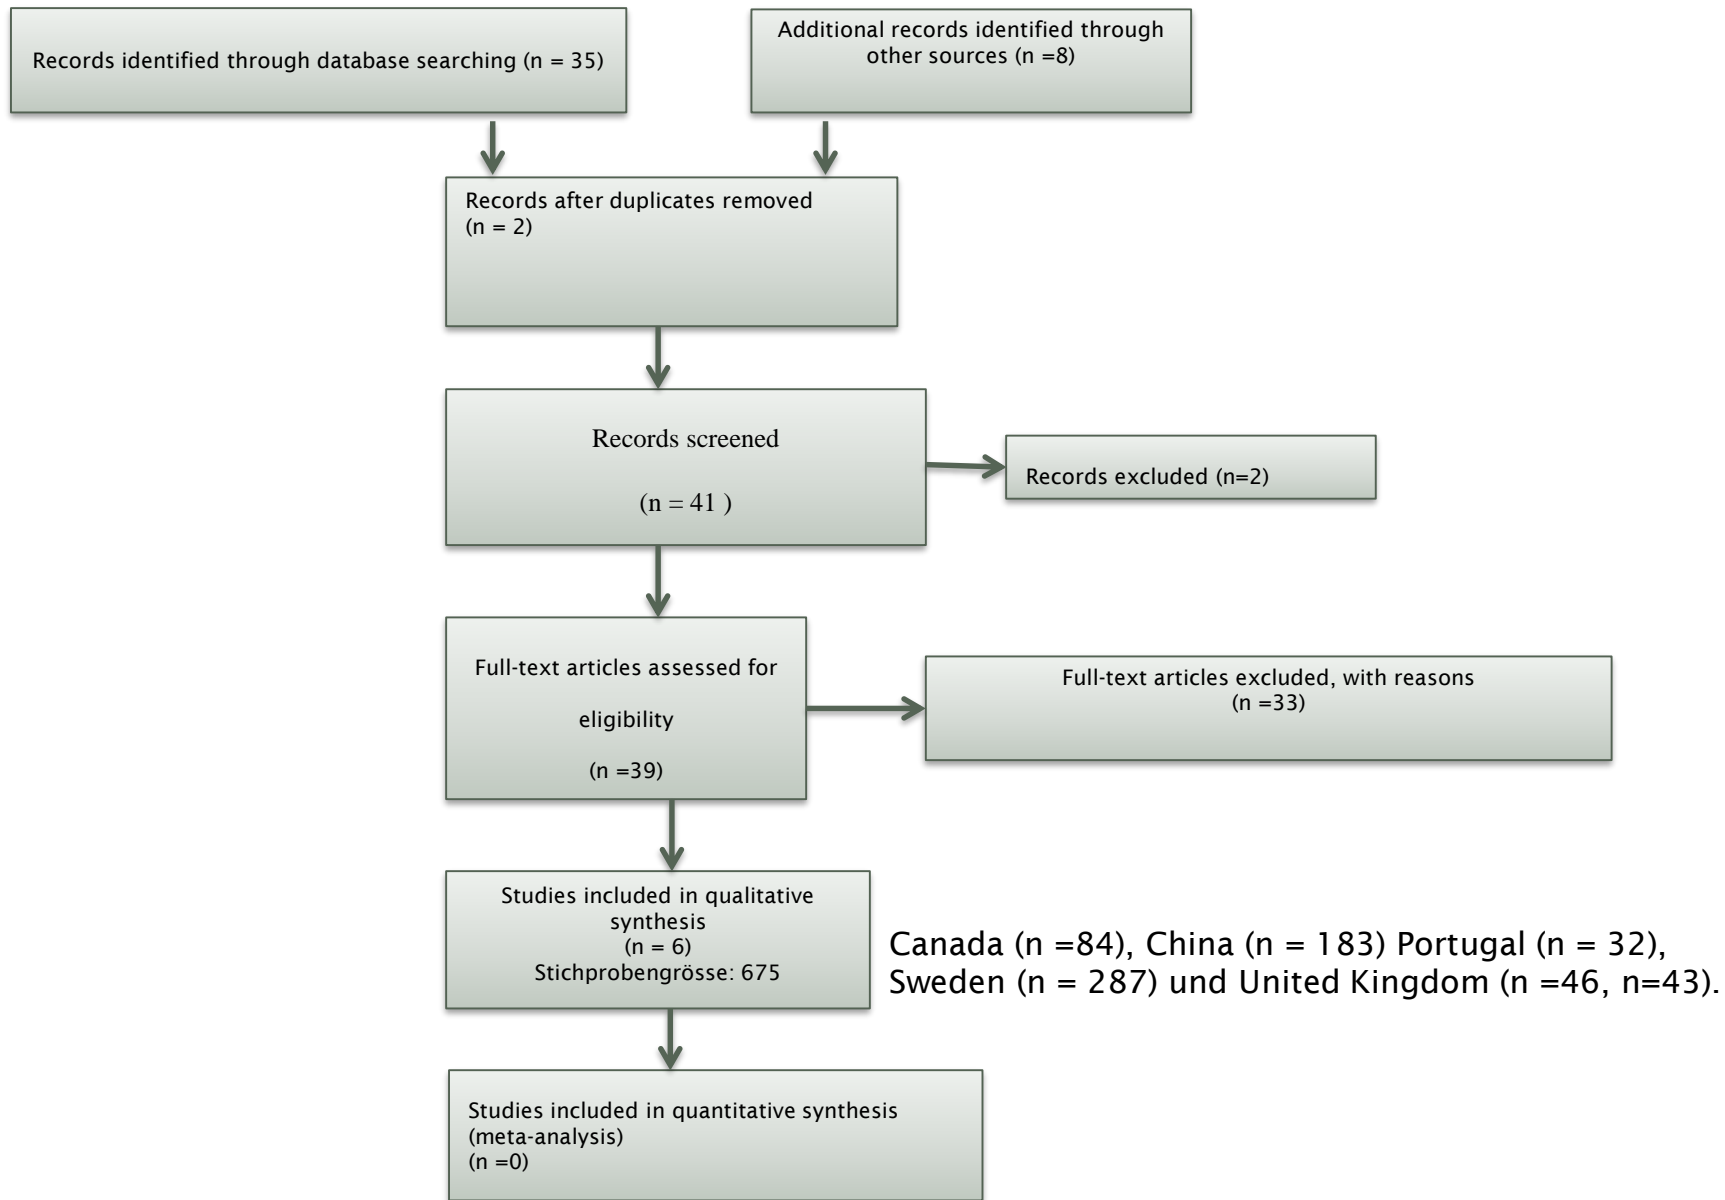 Records identified through database searching (n = 35)
Additional records identified through
other sources (n =8)
Records after duplicates removed
(n = 2)
Records screened
(n = 41 )
Records excluded (n=2)
Full-text articles assessed for
eligibility
(n =39)
Full-text articles excluded, with reasons
(n =33)
Studies included in qualitative
synthesis
(n = 6)
Stichprobengrösse: 675
Canada (n =84), China (n = 183) Portugal (n = 32),
Sweden (n = 287) und United Kingdom (n =46, n=43).
Studies included in quantitative synthesis
(meta-analysis)
(n =0)